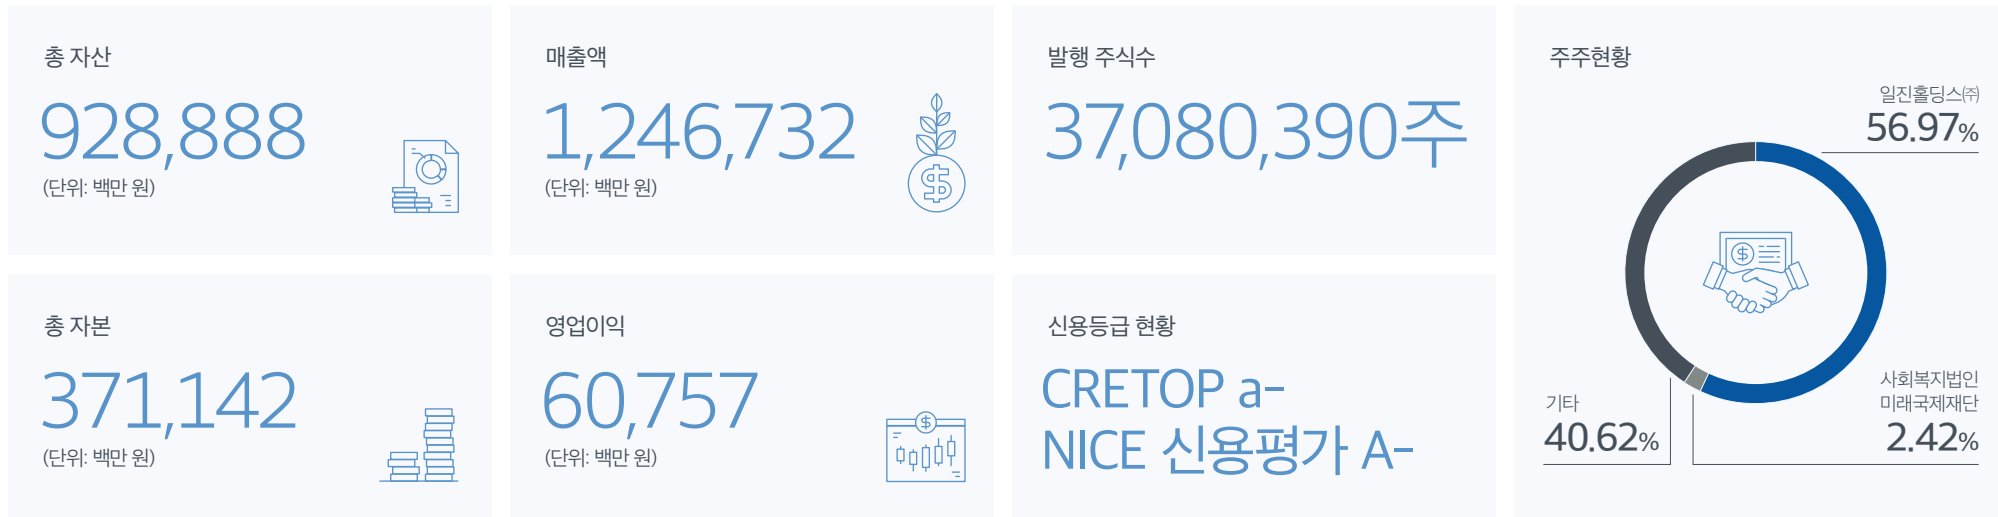 총 자산
928,888
(단위: 백만 원)
매출액
1,246,732
(단위: 백만 원)
발행 주식수
37,080,390주
총 자본
371,142
(단위: 백만 원)
영업이익
60,757
(단위: 백만 원)
신용등급 현황
CRETOP a-
NICE 신용평가 A-
주주현황
일진홀딩스㈜
56.97%
기타
40.62%
사회복지법인
미래국제재단
2.42%